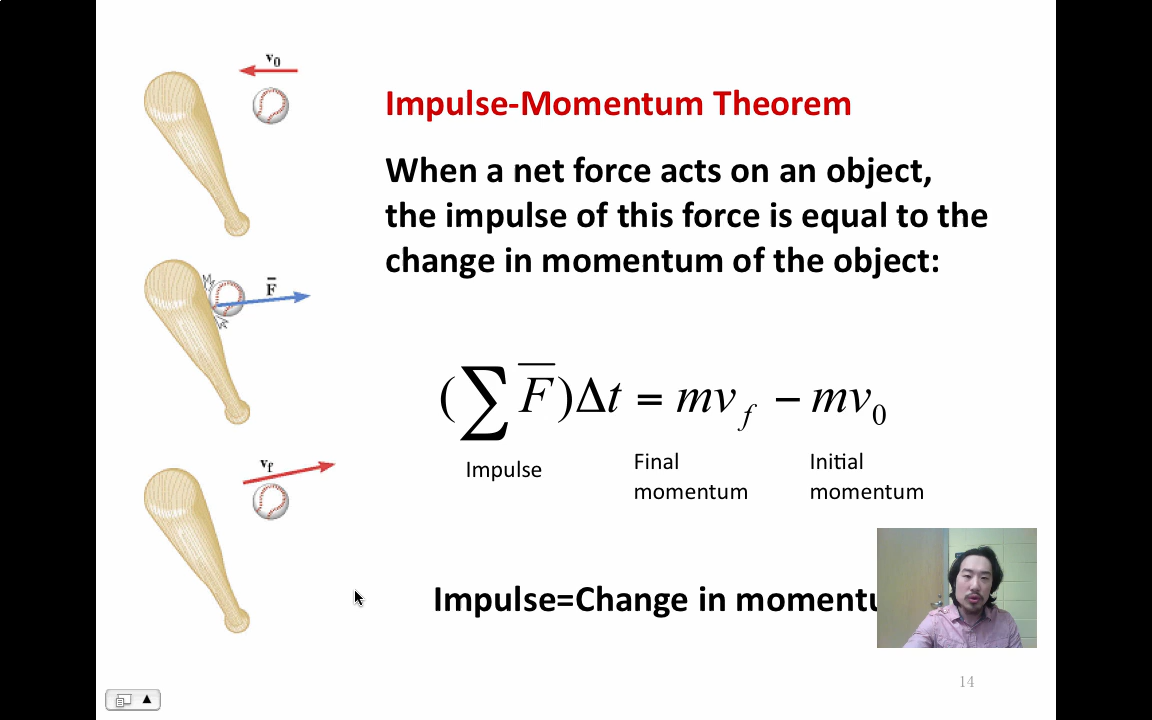 v0
Impulse-Momentum Theorem
When a net force acts on an object,
the impulse of this force is equal to the
change in momentum of the object:
F̅
(∑F̅)Δt = mv_f − mv_0
Impulse
Final
momentum
Initial
momentum
vf
Impulse=Change in momentu
14